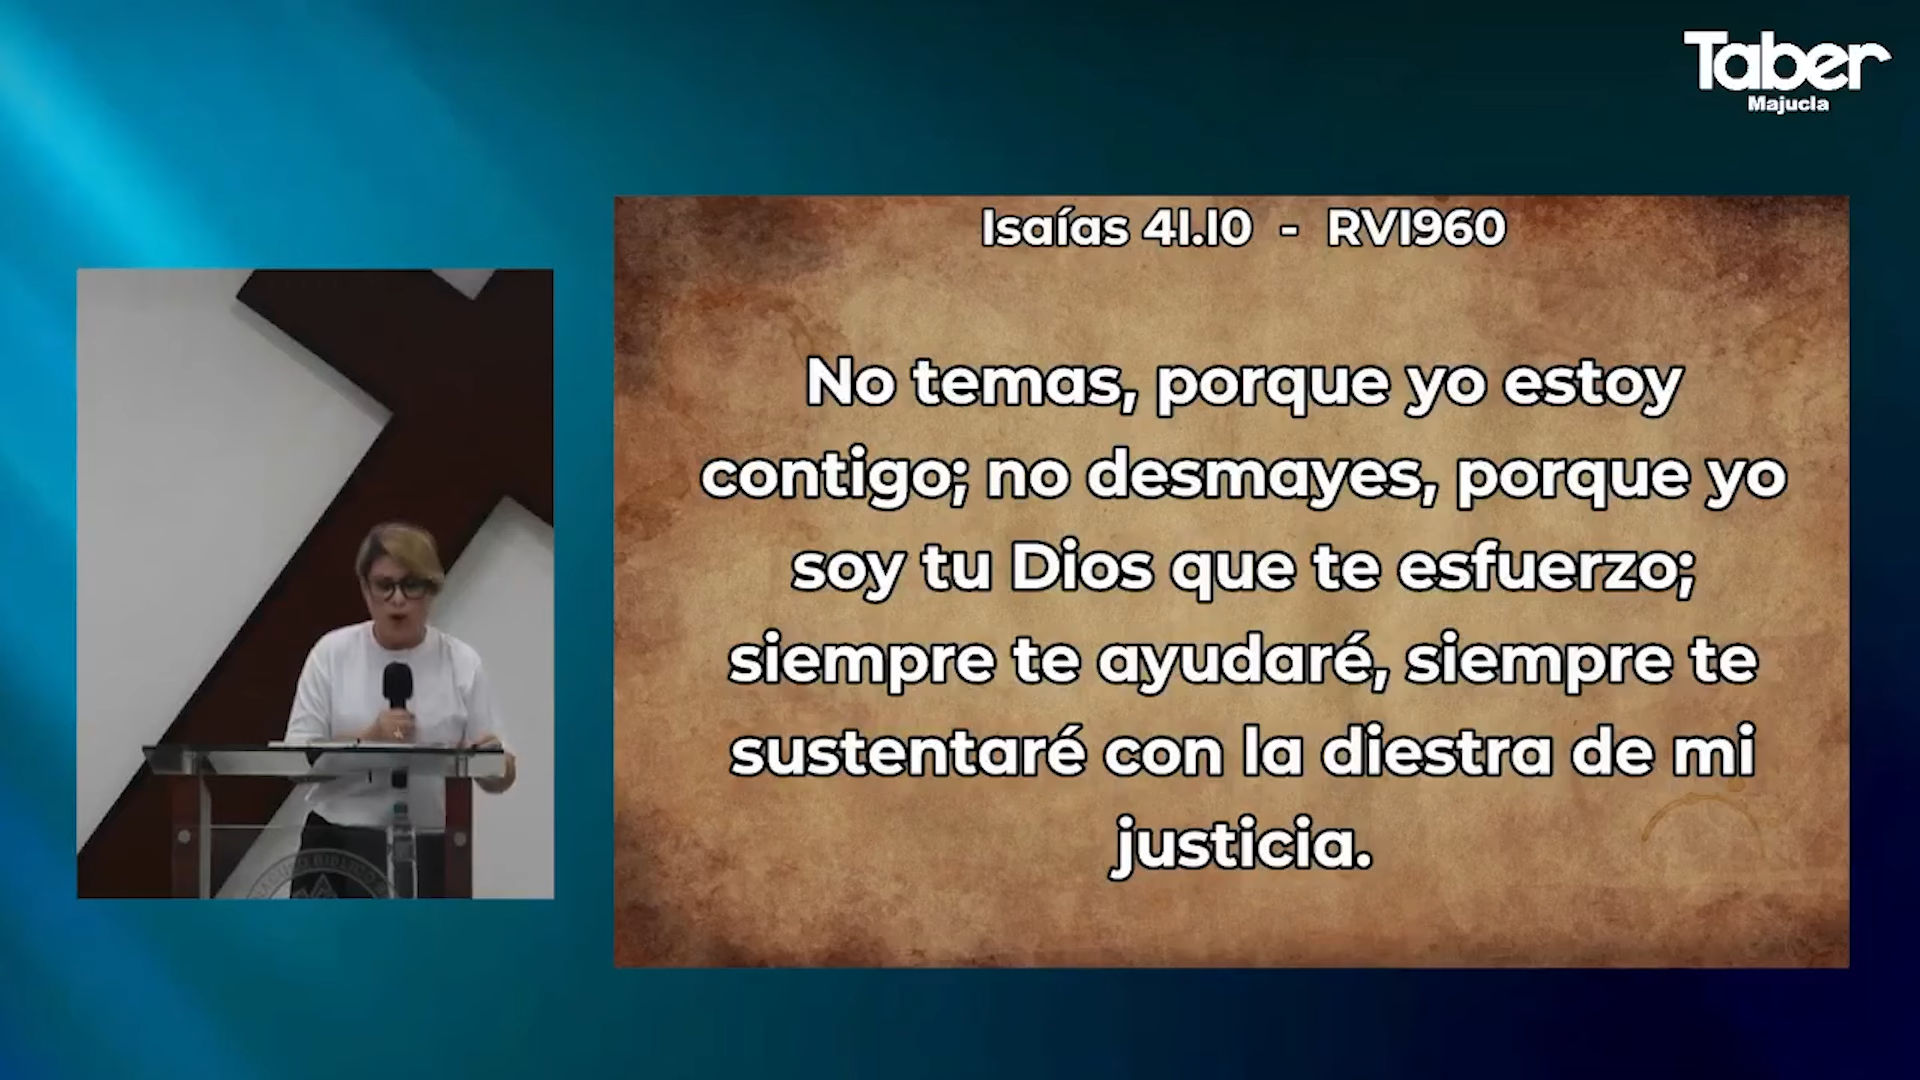 Taber
Majucla
Isaías 41.10 - RV1960
No temas, porque yo estoy
contigo; no desmayes, porque yo
soy tu Dios que te esfuerzo;
siempre te ayudaré, siempre te
sustentaré con la diestra de mi
justicia.